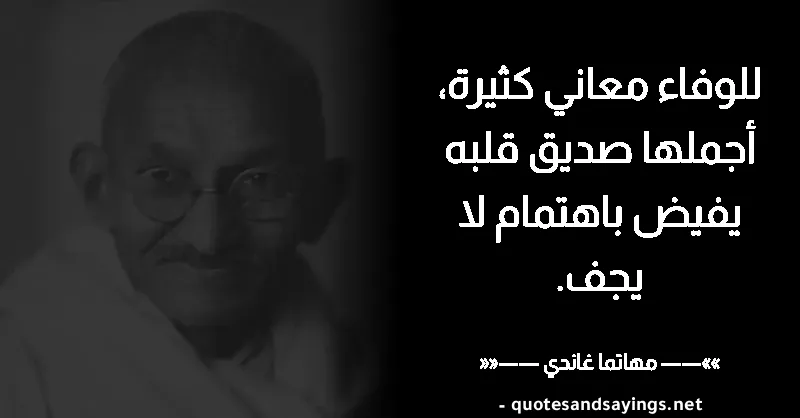 للوفاء معاني كثيرة،
أجملها صديق قلبه
يفيض باهتمام لا
يجف.
»»—— مهاتما غاندي ——««
- quotesandsayings.net